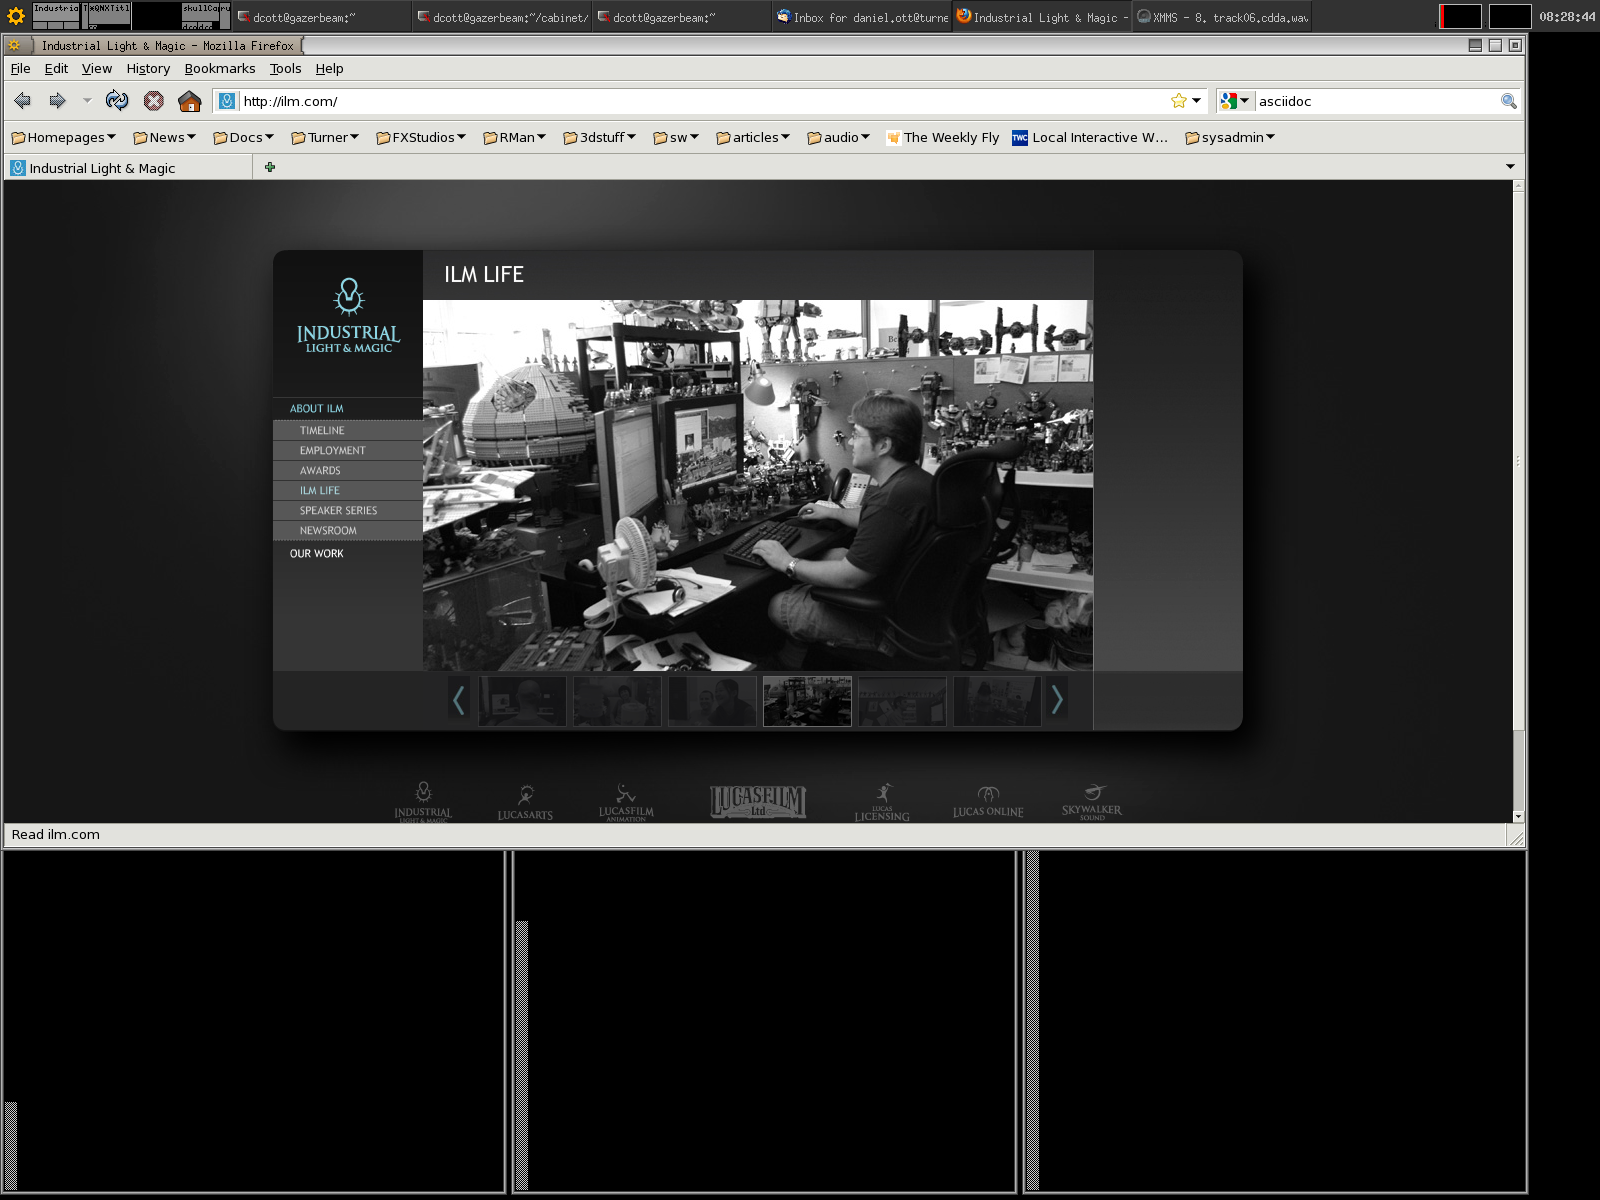 Industria
skullCa
dcott@gazerbeam:~
dcott@gazerbeam:~/cabinet/
dcott@gazerbeam:~
Inbox for daniel.ott@turne
Industrial Light & Magic -
XMMS - 8. track06.cdda.wav
08:28:44
Industrial Light & Magic - Mozilla Firefox
File Edit View History Bookmarks Tools Help
http://ilm.com/
asciidoc
Homepages News Docs Turner FXStudios RMan 3dstuff sw articles audio The Weekly Fly TWC Local Interactive W... sysadmin
Industrial Light & Magic
ILM LIFE
INDUSTRIAL
LIGHT & MAGIC
ABOUT ILM
TIMELINE
EMPLOYMENT
AWARDS
ILM LIFE
SPEAKER SERIES
NEWSROOM
OUR WORK
INDUSTRIAL
LIGHT & MAGIC
LUCASARTS
LUCASFILM
ANIMATION
LUCASFILM
Ltd
LUCAS
LICENSING
LUCAS ONLINE
SKYWALKER
SOUND
Read ilm.com